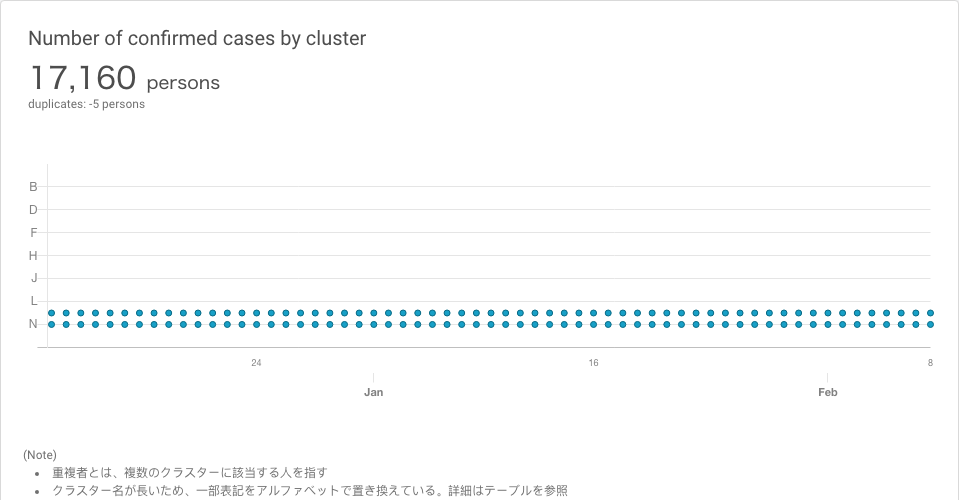 Number of confirmed cases by cluster
17,160 persons
duplicates: -5 persons
B
D
F
H
J
L
N
24 16 8
Jan Feb
(Note)
• 重複者とは、複数のクラスターに該当する人を指す
• クラスター名が長いため、一部表記をアルファベットで置き換えている。詳細はテーブルを参照